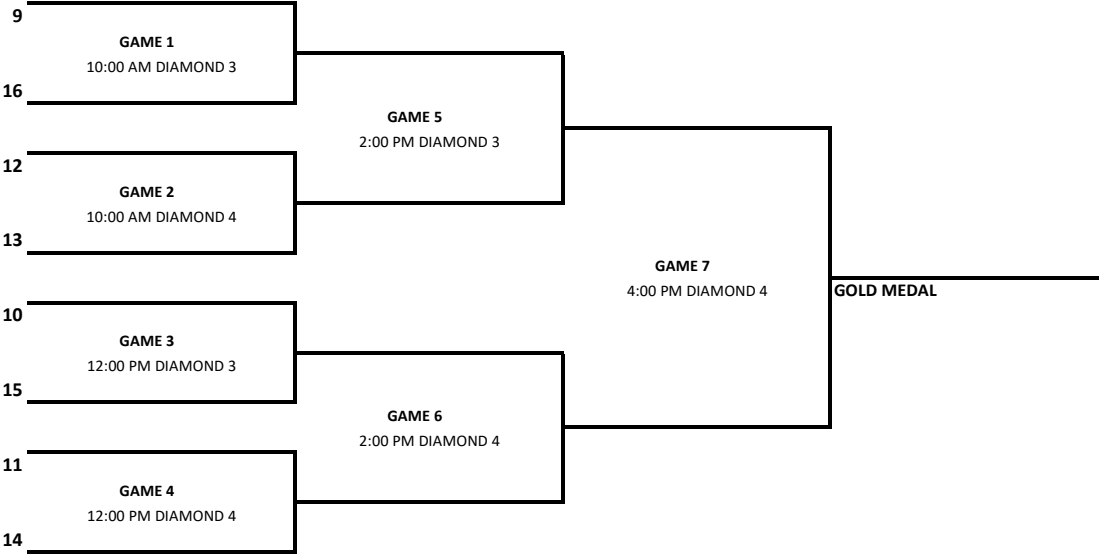 9
GAME 1
10:00 AM DIAMOND 3
16
GAME 5
2:00 PM DIAMOND 3
12
GAME 2
10:00 AM DIAMOND 4
13
GAME 7
4:00 PM DIAMOND 4
GOLD MEDAL
10
GAME 3
12:00 PM DIAMOND 3
15
GAME 6
2:00 PM DIAMOND 4
11
GAME 4
12:00 PM DIAMOND 4
14